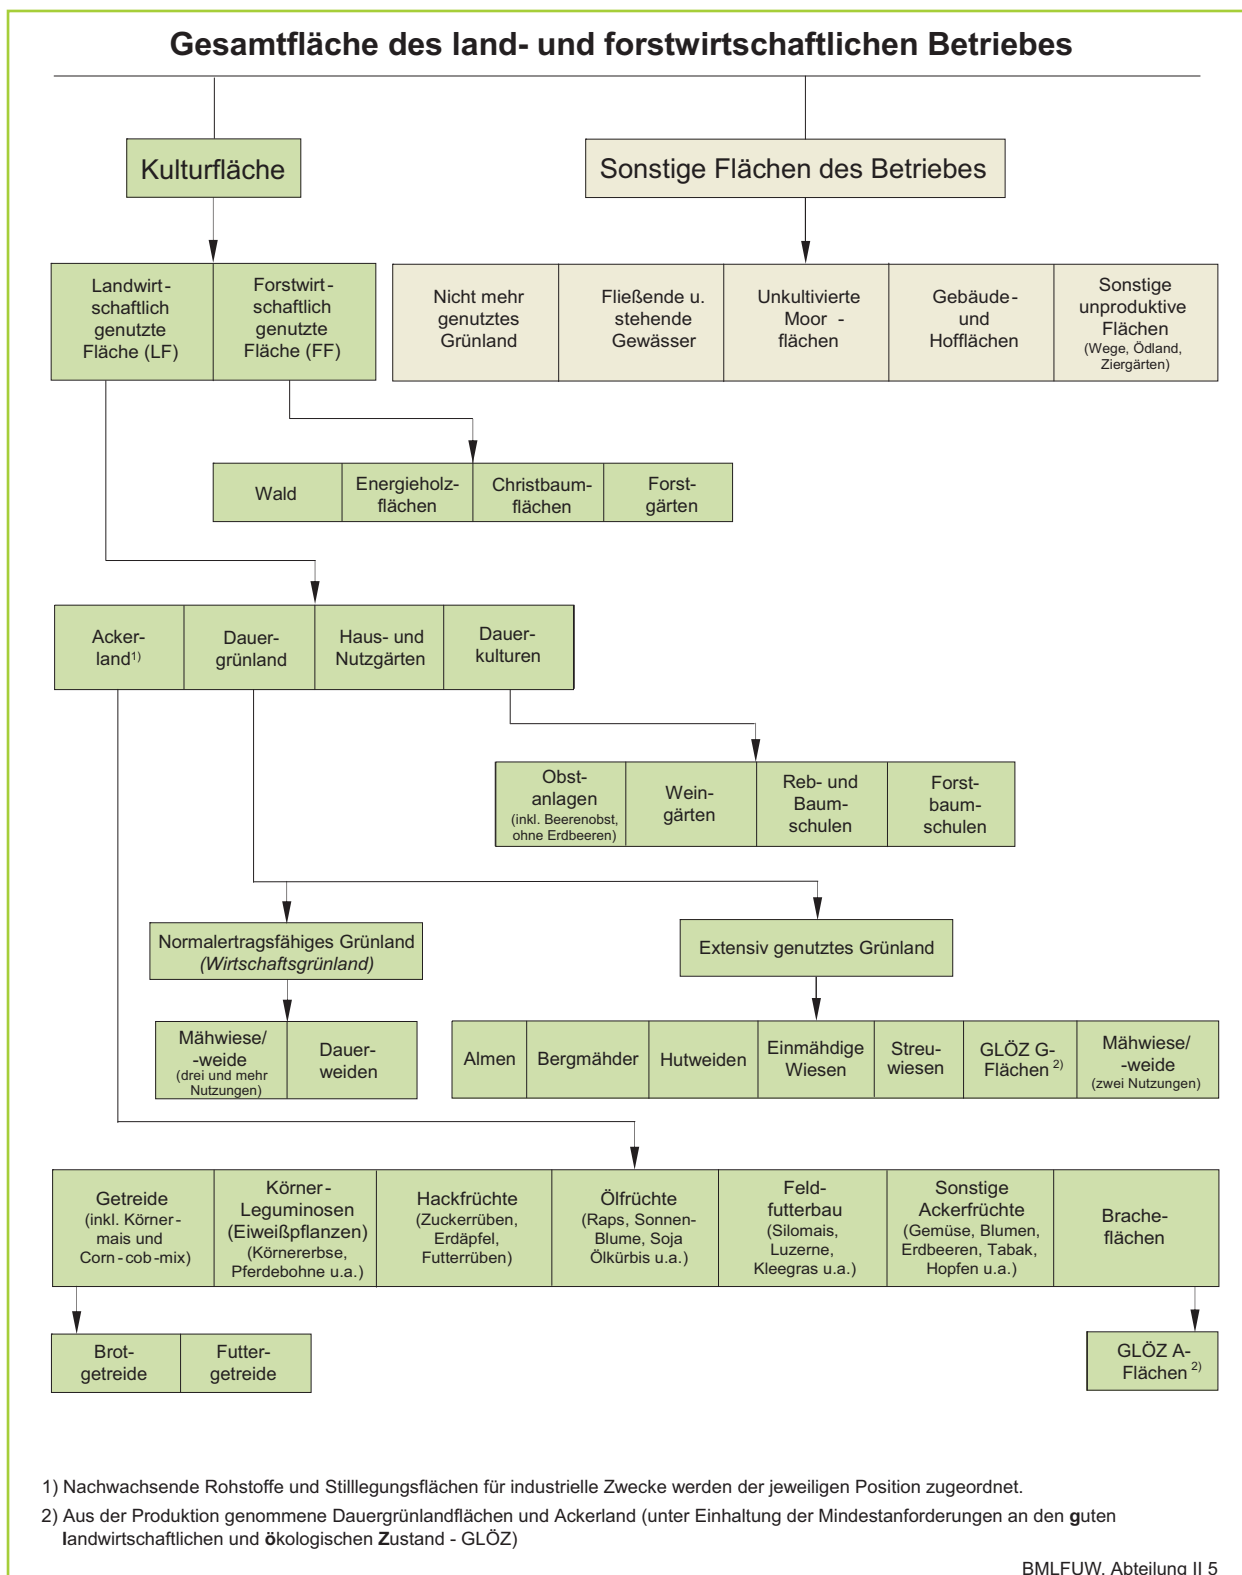 Gesamtfläche des land- und forstwirtschaftlichen Betriebes
Kulturfläche
Sonstige Flächen des Betriebes
Landwirt-
schaftlich
genutzte
Fläche (LF)
Forstwirt-
schaftlich
genutzte
Fläche (FF)
Nicht mehr
genutztes
Grünland
Fließende u.
stehende
Gewässer
Unkultivierte
Moor -
flächen
Gebäude-
und
Hofflächen
Sonstige
unproduktive
Flächen
(Wege, Ödland,
Ziergärten)
Wald
Energieholz-
flächen
Christbaum-
flächen
Forst-
gärten
Acker-
land1)
Dauer-
grünland
Haus- und
Nutzgärten
Dauer-
kulturen
Obst-
anlagen
(inkl. Beerenobst,
ohne Erdbeeren)
Wein-
gärten
Reb- und
Baum-
schulen
Forst-
baum-
schulen
Normalertragsfähiges Grünland
(Wirtschaftsgrünland)
Extensiv genutztes Grünland
Mähwiese/
-weide
(drei und mehr
Nutzungen)
Dauer-
weiden
Almen
Bergmähder
Hutweiden
Einmähdige
Wiesen
Streu-
wiesen
GLÖZ G-
Flächen 2)
Mähwiese/
-weide
(zwei Nutzungen)
Getreide
(inkl. Körner-
mais und
Corn-cob-mix)
Körner-
Leguminosen
(Eiweißpflanzen)
(Körnererbse,
Pferdebohne u.a.)
Hackfrüchte
(Zuckerrüben,
Erdäpfel,
Futterrüben)
Ölfrüchte
(Raps, Sonnen-
Blume, Soja
Ölkürbis u.a.)
Feld-
futterbau
(Silomais,
Luzerne,
Kleegras u.a.)
Sonstige
Ackerfrüchte
(Gemüse, Blumen,
Erdbeeren, Tabak,
Hopfen u.a.)
Brache-
flächen
Brot-
getreide
Futter-
getreide
GLÖZ A-
Flächen 2)
1) Nachwachsende Rohstoffe und Stilllegungsflächen für industrielle Zwecke werden der jeweiligen Position zugeordnet.
2) Aus der Produktion genommene Dauergrünlandflächen und Ackerland (unter Einhaltung der Mindestanforderungen an den guten
landwirtschaftlichen und ökologischen Zustand - GLÖZ)
BMLFUW, Abteilung II 5